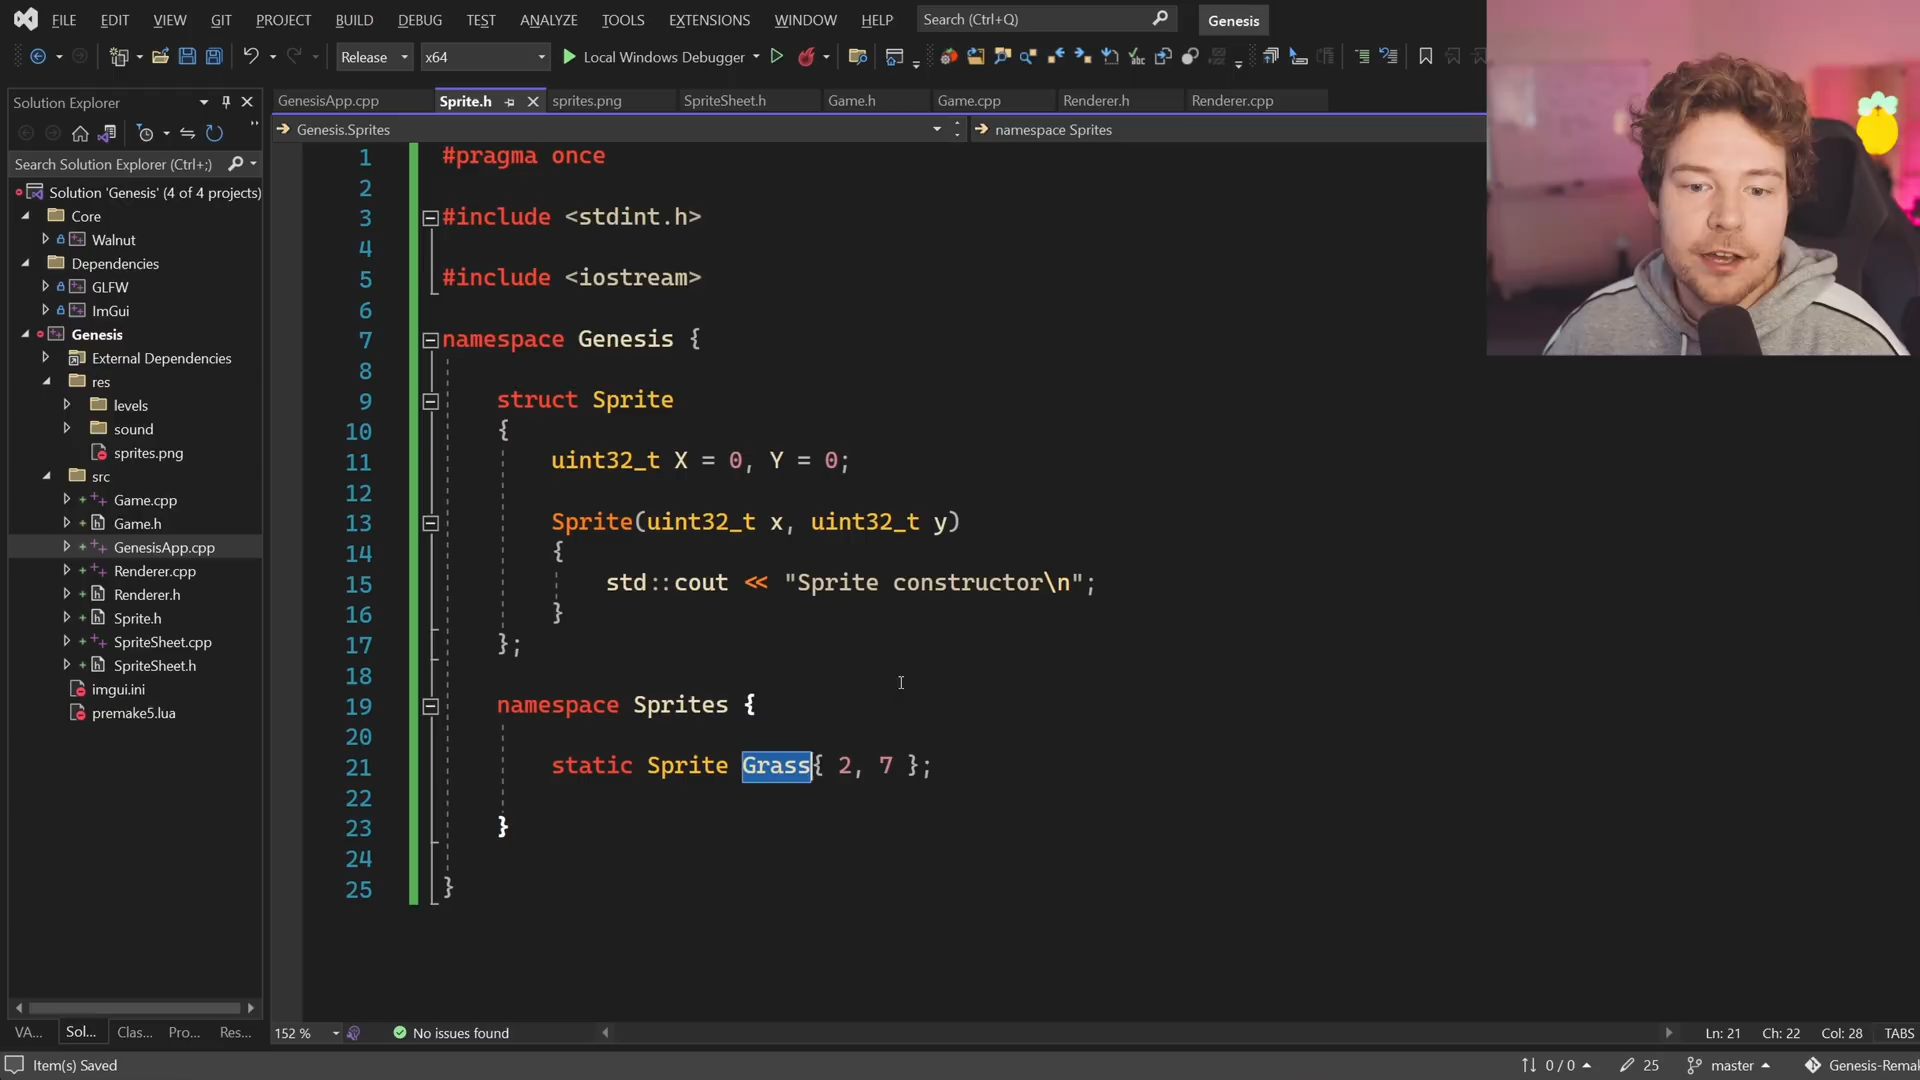 FILE EDIT VIEW GIT PROJECT BUILD DEBUG TEST ANALYZE TOOLS EXTENSIONS WINDOW HELP Search (Ctrl+Q) Genesis
Release x64 Local Windows Debugger
Solution Explorer
Search Solution Explorer (Ctrl+;)
Solution 'Genesis' (4 of 4 projects)
Core
Walnut
Dependencies
GLFW
ImGui
Genesis
External Dependencies
res
levels
sound
sprites.png
src
Game.cpp
Game.h
GenesisApp.cpp
Renderer.cpp
Renderer.h
Sprite.h
SpriteSheet.cpp
SpriteSheet.h
imgui.ini
premake5.lua
VA... Sol... Clas... Pro... Res...
GenesisApp.cpp Sprite.h sprites.png SpriteSheet.h Game.h Game.cpp Renderer.h Renderer.cpp
Genesis.Sprites namespace Sprites
1 #pragma once
2
3 #include <stdint.h>
4
5 #include <iostream>
6
7 namespace Genesis {
8
9 struct Sprite
10 {
11 uint32_t X = 0, Y = 0;
12
13 Sprite(uint32_t x, uint32_t y)
14 {
15 std::cout << "Sprite constructor\n";
16 }
17 };
18
19 namespace Sprites {
20
21 static Sprite Grass{ 2, 7 };
22
23 }
24
25 }
152 % No issues found Ln: 21 Ch: 22 Col: 28 TABS
Item(s) Saved 0 / 0 25 master Genesis-Remak